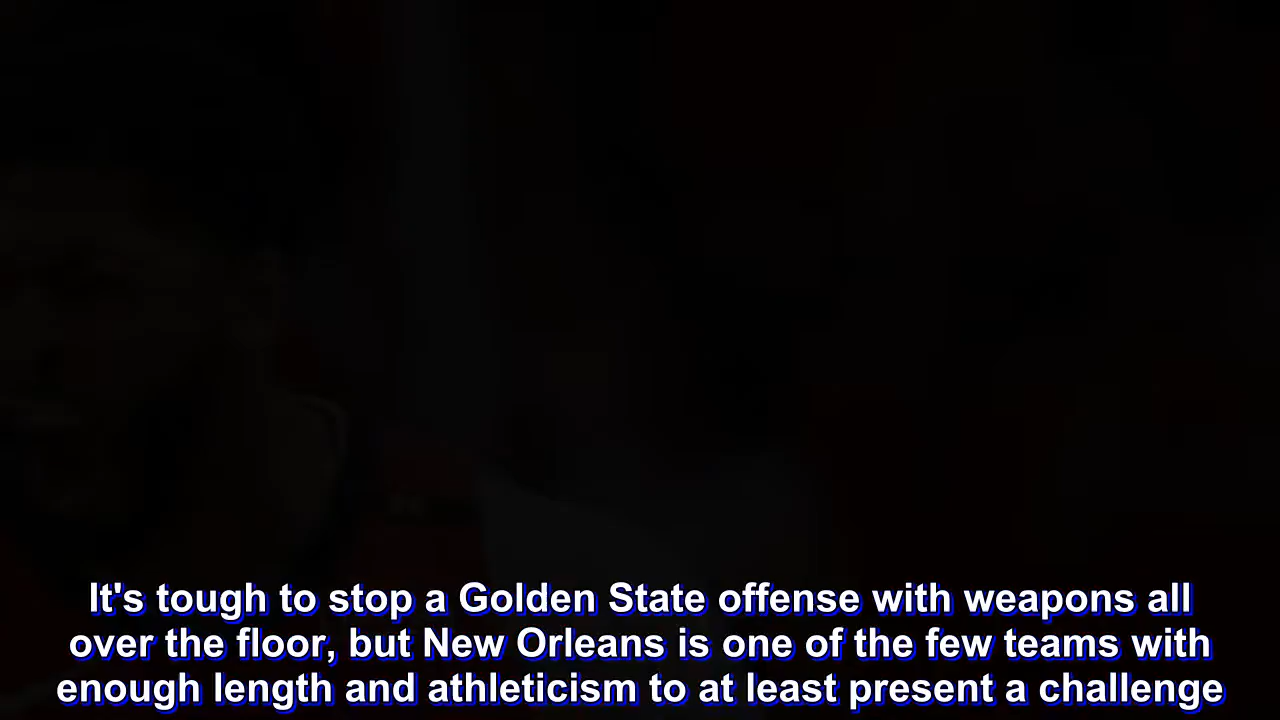 It's tough to stop a Golden State offense with weapons all
over the floor, but New Orleans is one of the few teams with
enough length and athleticism to at least present a challenge